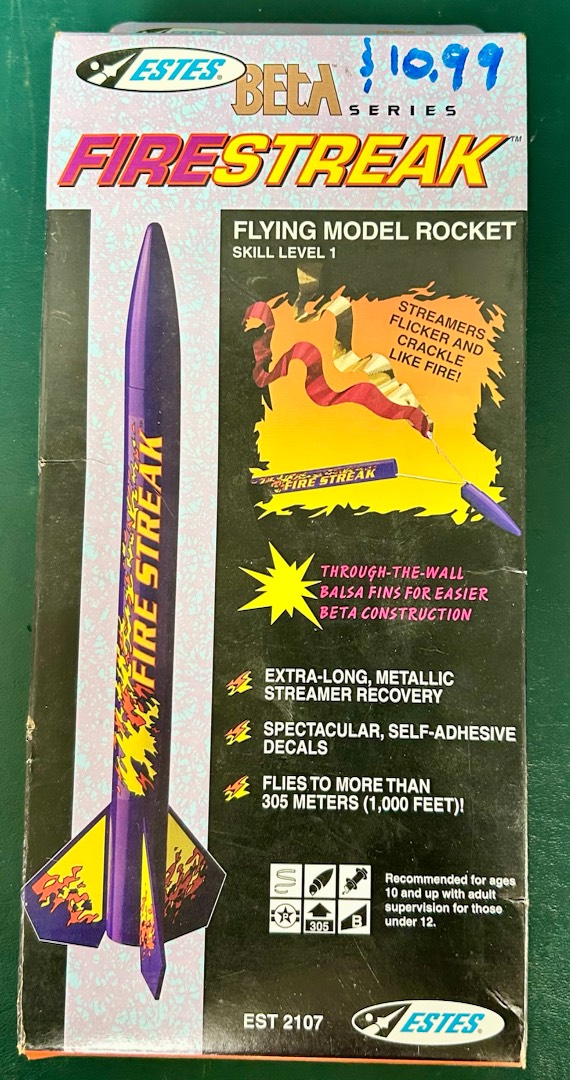 ESTES
$10.99
BETA
SERIES
FIRESTREAK™
FLYING MODEL ROCKET
SKILL LEVEL 1
STREAMERS
FLICKER AND
CRACKLE
LIKE FIRE!
FIRE STREAK
FIRE STREAK
THROUGH-THE-WALL
BALSA FINS FOR EASIER
BETA CONSTRUCTION
EXTRA-LONG, METALLIC
STREAMER RECOVERY
SPECTACULAR, SELF-ADHESIVE
DECALS
FLIES TO MORE THAN
305 METERS (1,000 FEET)!
305
B
Recommended for ages
10 and up with adult
supervision for those
under 12.
EST 2107
ESTES